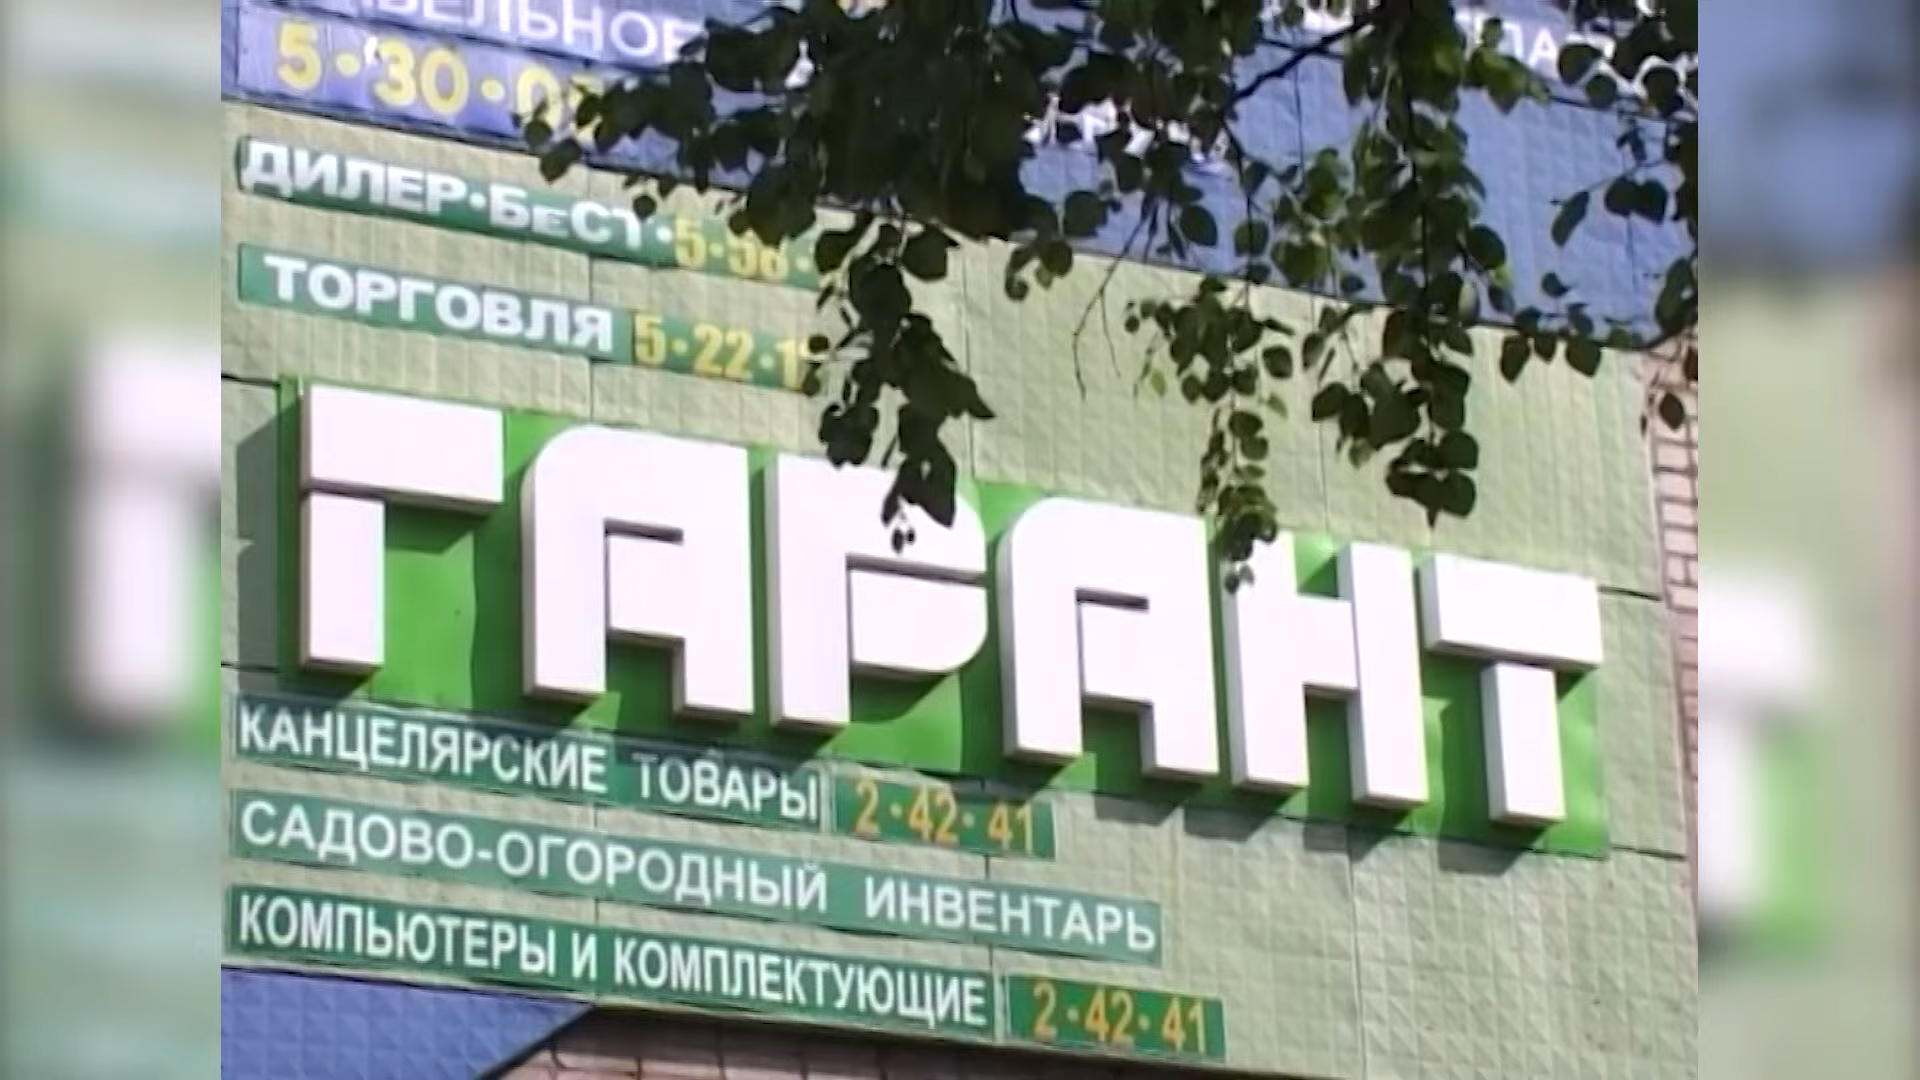 5·30·0
ДИЛЕР·БеСТ·5·58·
ТОРГОВЛЯ 5·22·1
ГАРАНТ
КАНЦЕЛЯРСКИЕ ТОВАРЫ 2·42·41
САДОВО-ОГОРОДНЫЙ ИНВЕНТАРЬ
КОМПЬЮТЕРЫ И КОМПЛЕКТУЮЩИЕ 2·42·41